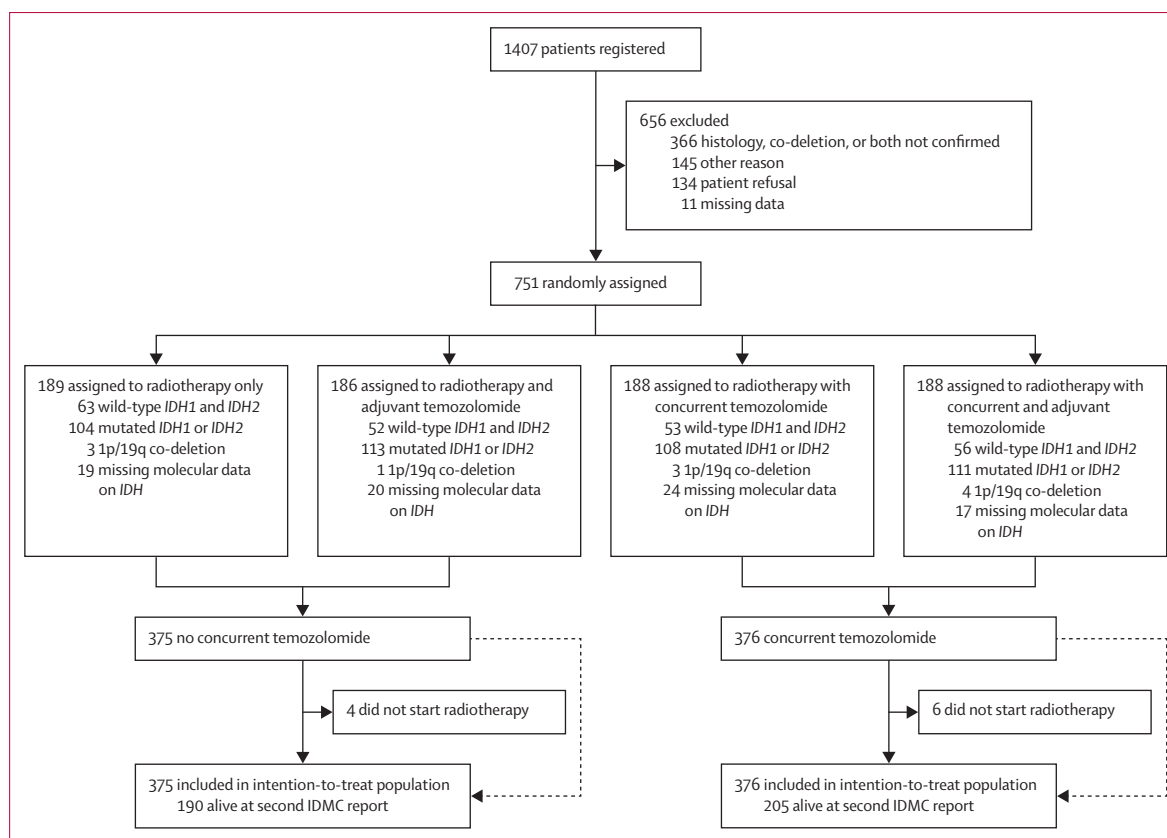 1407 patients registered
656 excluded
366 histology, co-deletion, or both not confirmed
145 other reason
134 patient refusal
11 missing data
751 randomly assigned
189 assigned to radiotherapy only
63 wild-type IDH1 and IDH2
104 mutated IDH1 or IDH2
3 1p/19q co-deletion
19 missing molecular data
on IDH
186 assigned to radiotherapy and
adjuvant temozolomide
52 wild-type IDH1 and IDH2
113 mutated IDH1 or IDH2
1 1p/19q co-deletion
20 missing molecular data
on IDH
188 assigned to radiotherapy with
concurrent temozolomide
53 wild-type IDH1 and IDH2
108 mutated IDH1 or IDH2
3 1p/19q co-deletion
24 missing molecular data
on IDH
188 assigned to radiotherapy with
concurrent and adjuvant
temozolomide
56 wild-type IDH1 and IDH2
111 mutated IDH1 or IDH2
4 1p/19q co-deletion
17 missing molecular data
on IDH
375 no concurrent temozolomide
376 concurrent temozolomide
4 did not start radiotherapy
6 did not start radiotherapy
375 included in intention-to-treat population
190 alive at second IDMC report
376 included in intention-to-treat population
205 alive at second IDMC report